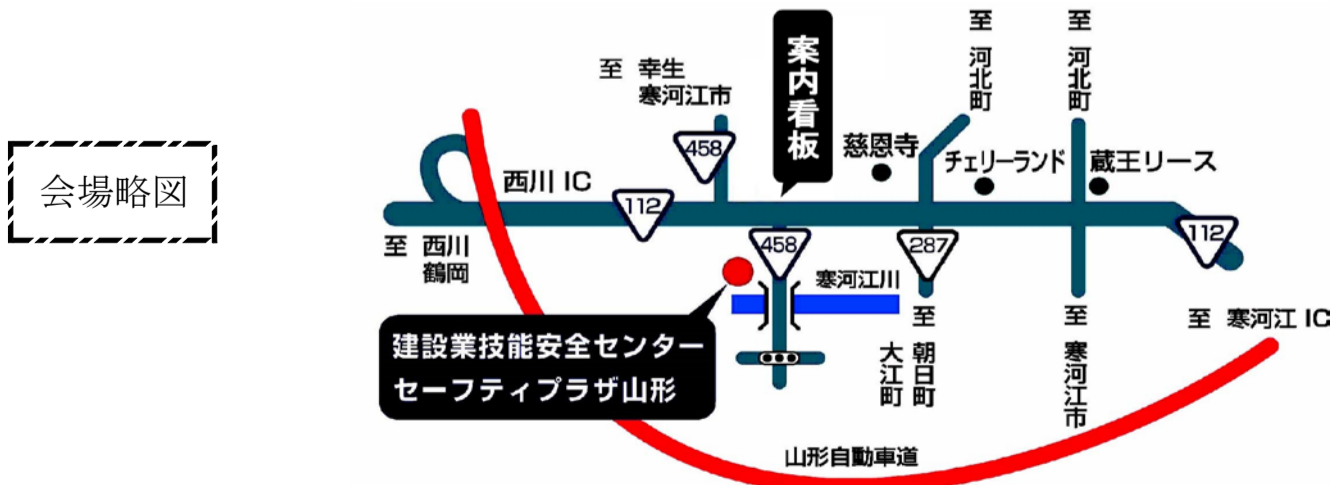 会場略図
至 幸生
寒河江市
案内看板
至 河北町
至 河北町
458
慈恩寺
チェリーランド
蔵王リース
西川 IC
112
458
287
112
至 西川
鶴岡
寒河江川
建設業技能安全センター
セーフティプラザ山形
至 朝日町
大江町
至 寒河江市
至 寒河江 IC
山形自動車道